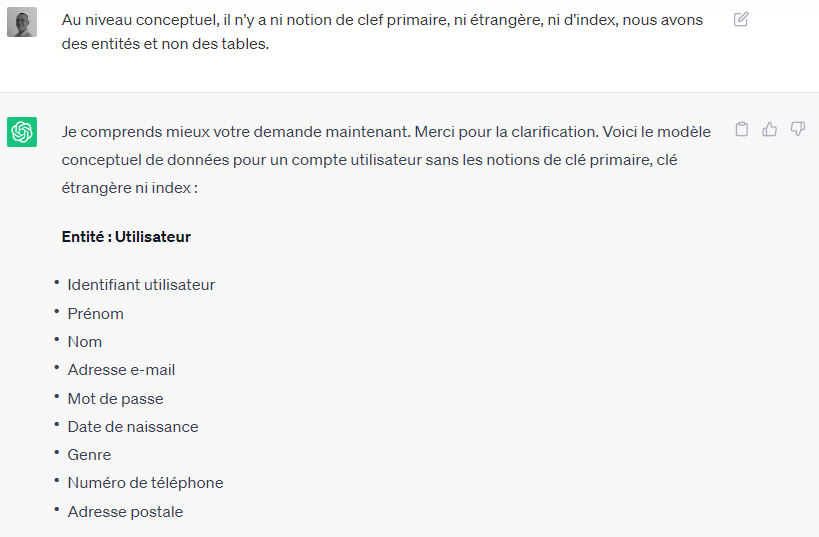 Au niveau conceptuel, il n'y a ni notion de clef primaire, ni étrangère, ni d'index, nous avons
des entités et non des tables.
Je comprends mieux votre demande maintenant. Merci pour la clarification. Voici le modèle
conceptuel de données pour un compte utilisateur sans les notions de clé primaire, clé
étrangère ni index :
Entité : Utilisateur
• Identifiant utilisateur
• Prénom
• Nom
• Adresse e-mail
• Mot de passe
• Date de naissance
• Genre
• Numéro de téléphone
• Adresse postale